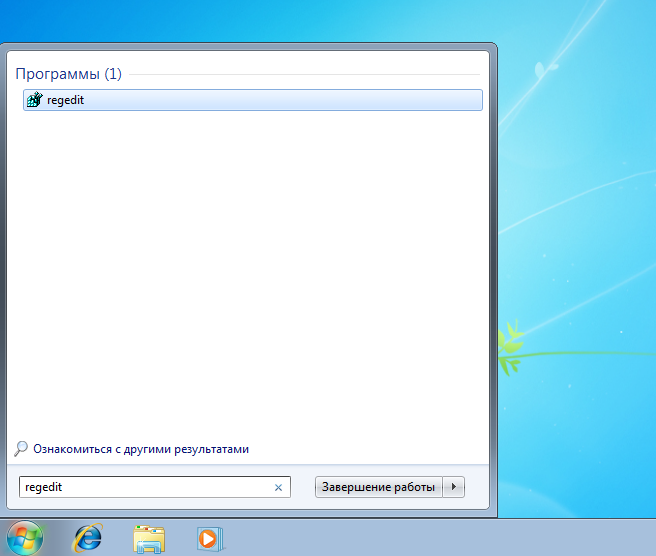 Программы (1)
regedit
Ознакомиться с другими результатами
regedit
Завершение работы